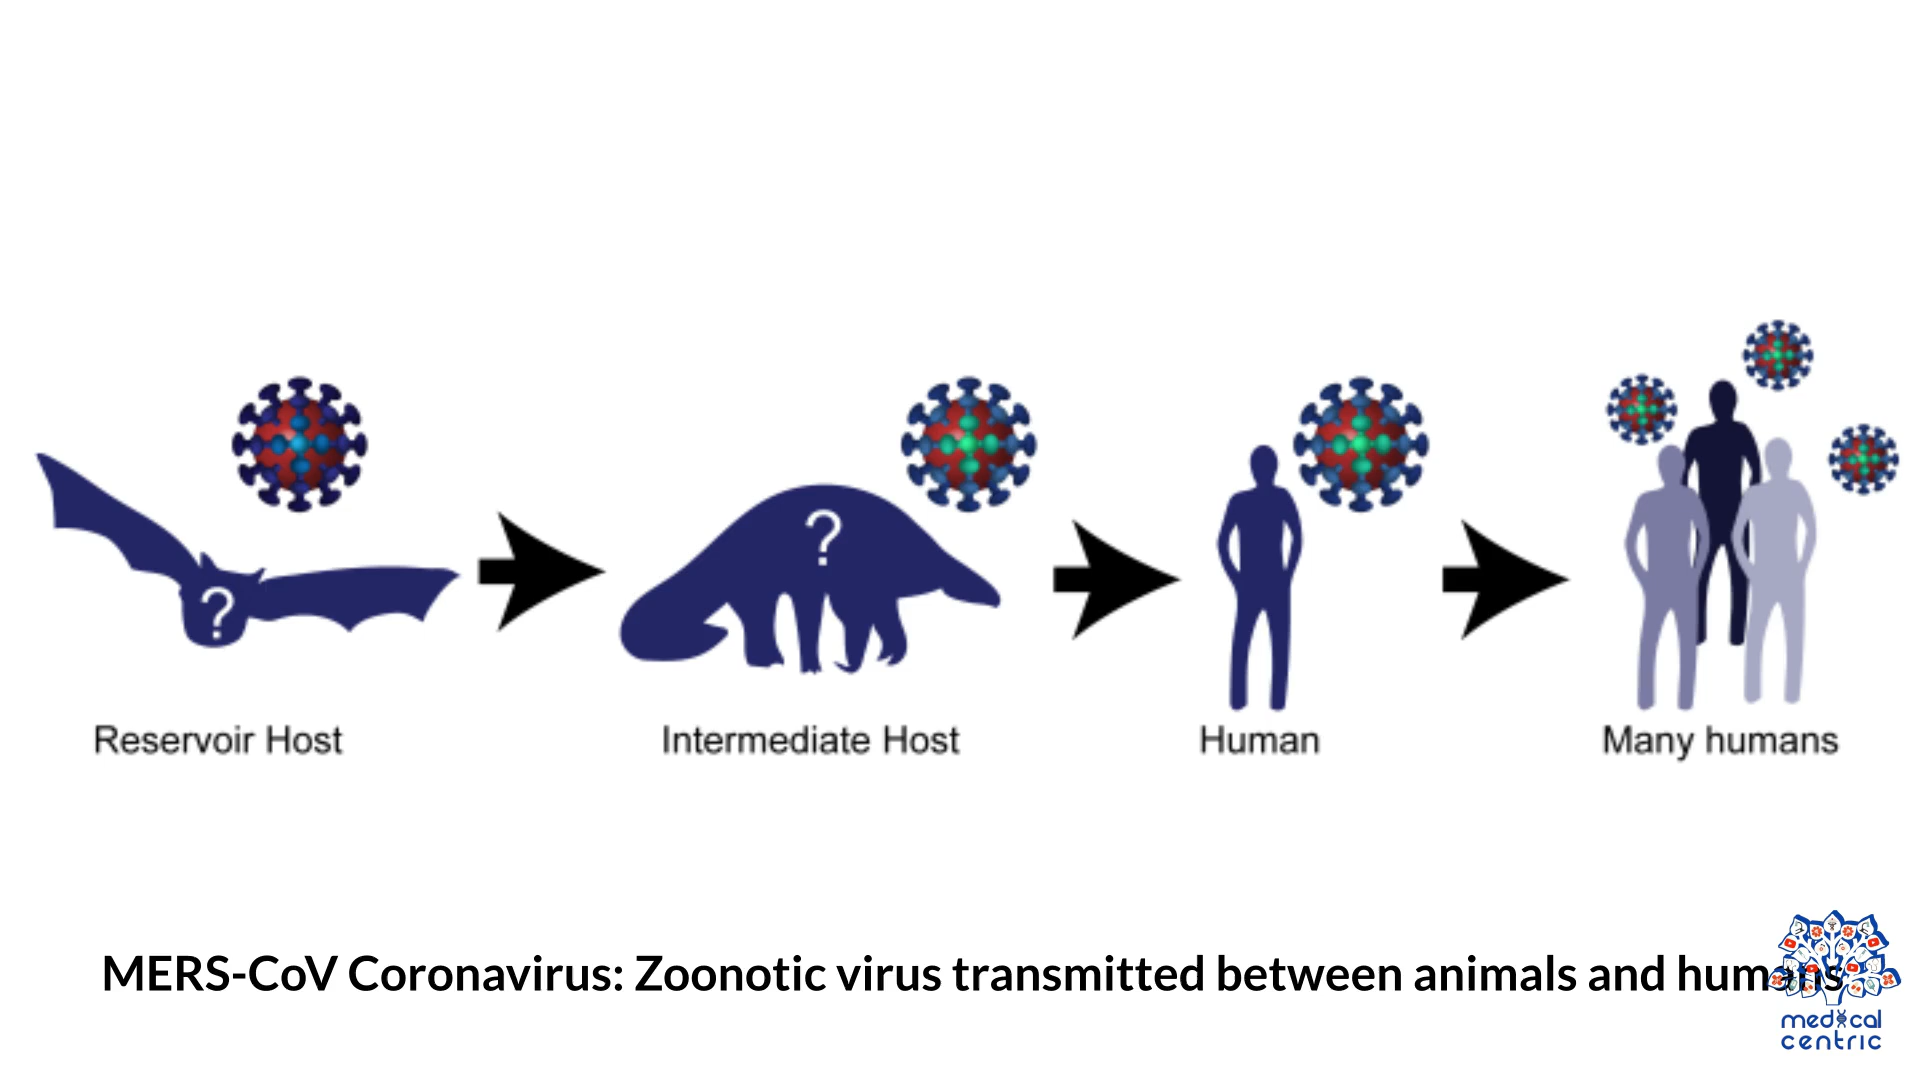 ?
?
Reservoir Host
Intermediate Host
Human
Many humans
MERS-CoV Coronavirus: Zoonotic virus transmitted between animals and humans
medical
centric